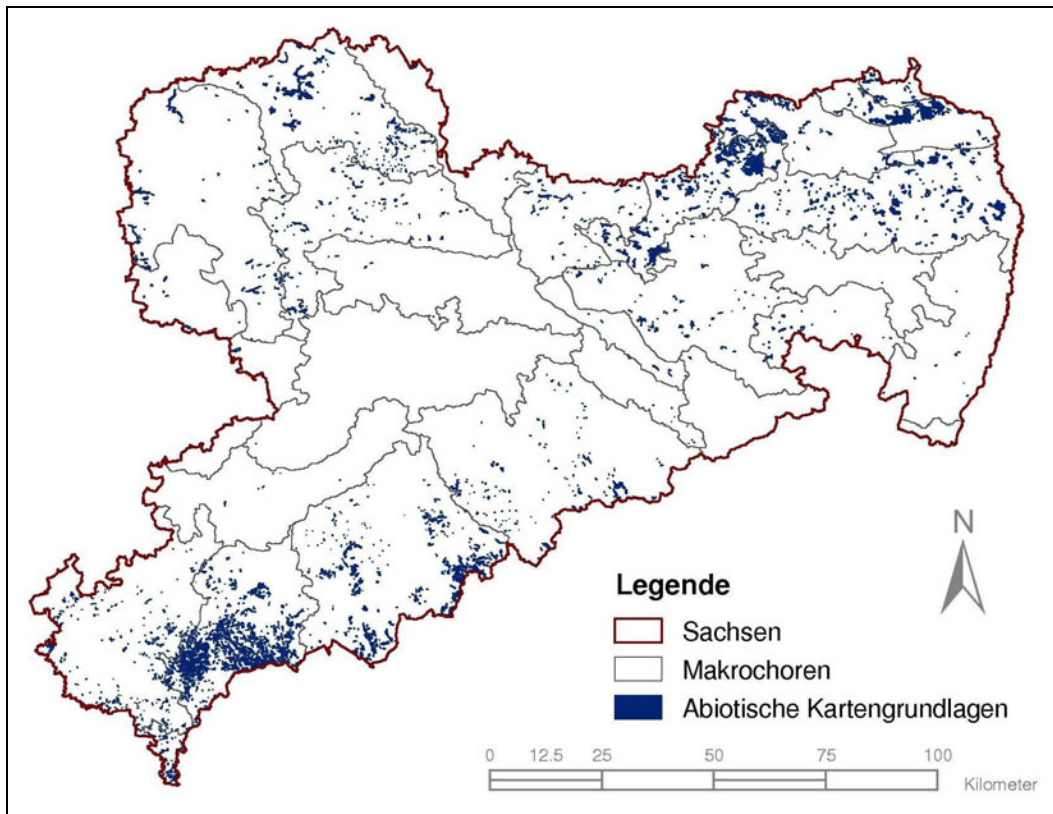 N
Legende
Sachsen
Makrochoren
Abiotische Kartengrundlagen
0 12.5 25 50 75 100
Kilometer